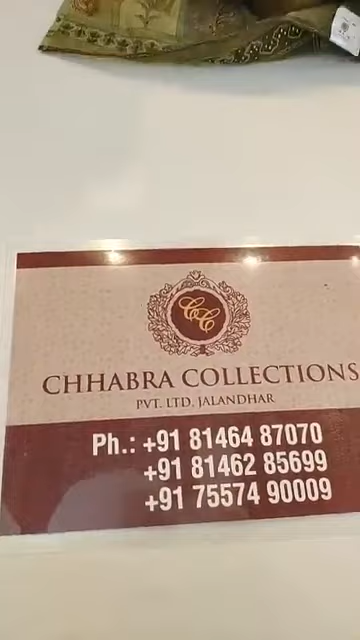 CC
CHHABRA COLLECTIONS
PVT. LTD. JALANDHAR
Ph.: +91 81464 87070
+91 81462 85699
+91 75574 90009